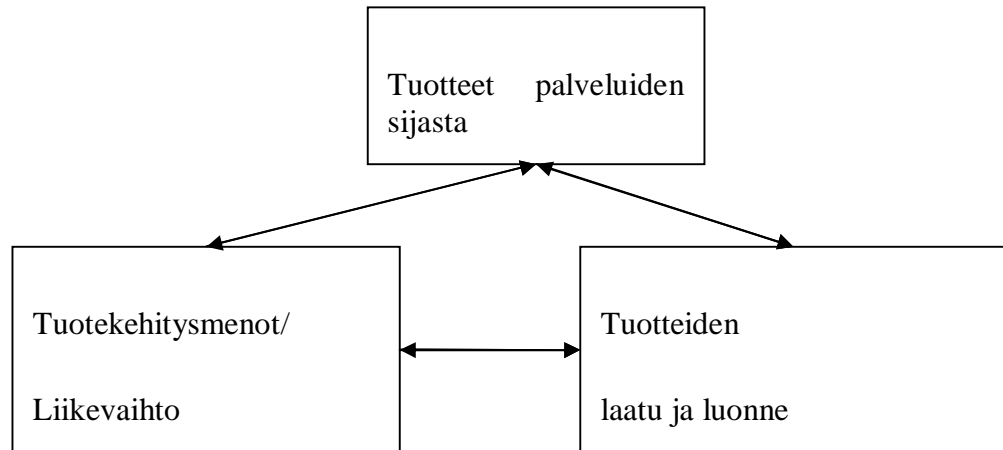 Tuotteet palveluiden
sijasta
Tuotekehitysmenot/
Liikevaihto
Tuotteiden
laatu ja luonne